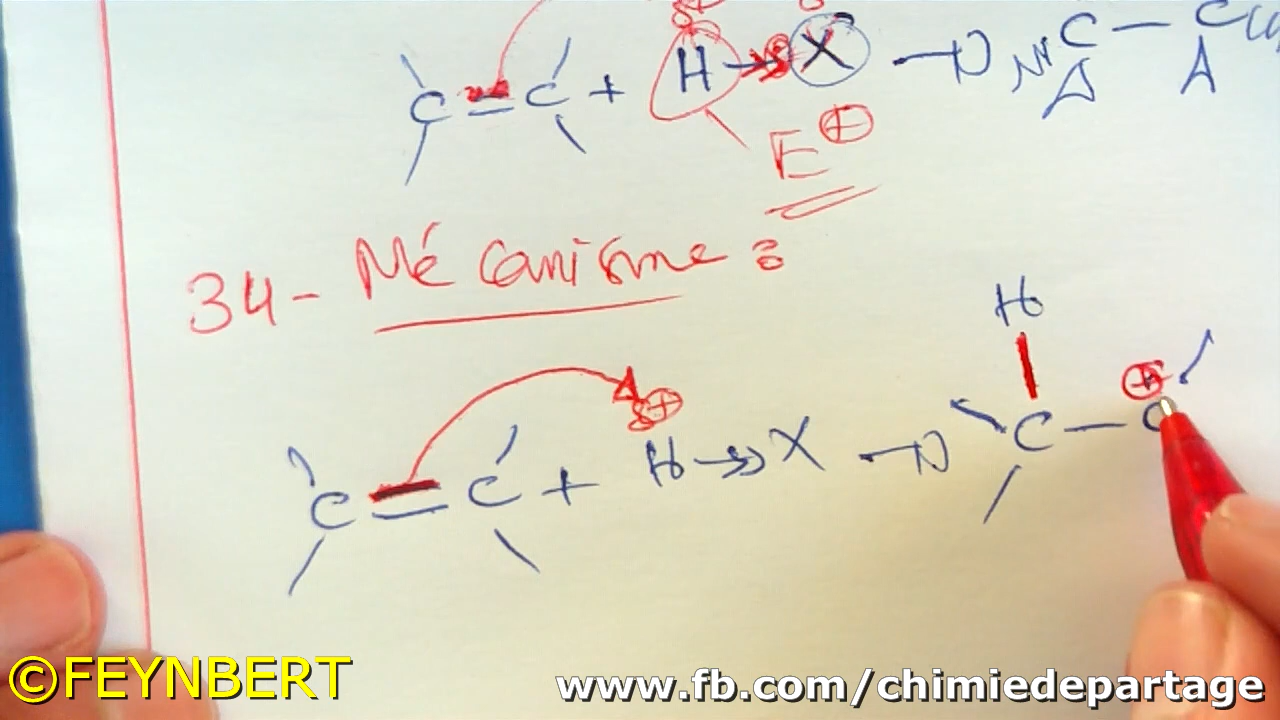 C = C + H → X →
E⊕
34- Mécanisme :
H
δ⊕ ⊕
C = C + H → X → C — C
©FEYNBERT
www.fb.com/chimiedepartage